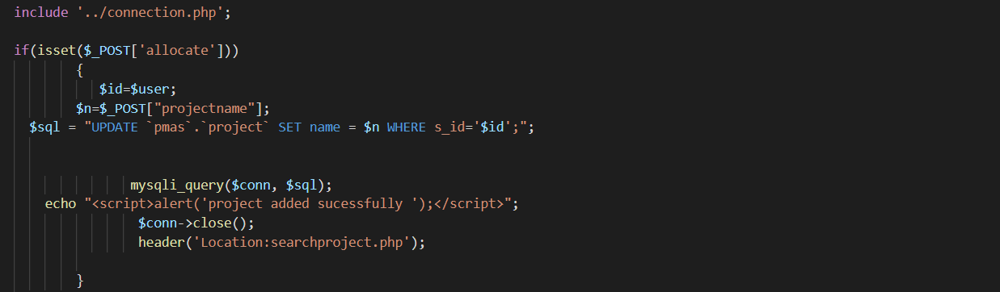 include '../connection.php';
if(isset($_POST['allocate']))
{
$id=$user;
$n=$_POST["projectname"];
$sql = "UPDATE `pmas`.`project` SET name = $n WHERE s_id='$id';";
mysqli_query($conn, $sql);
echo "<script>alert('project added sucessfully ');</script>";
$conn->close();
header('Location:searchproject.php');
}